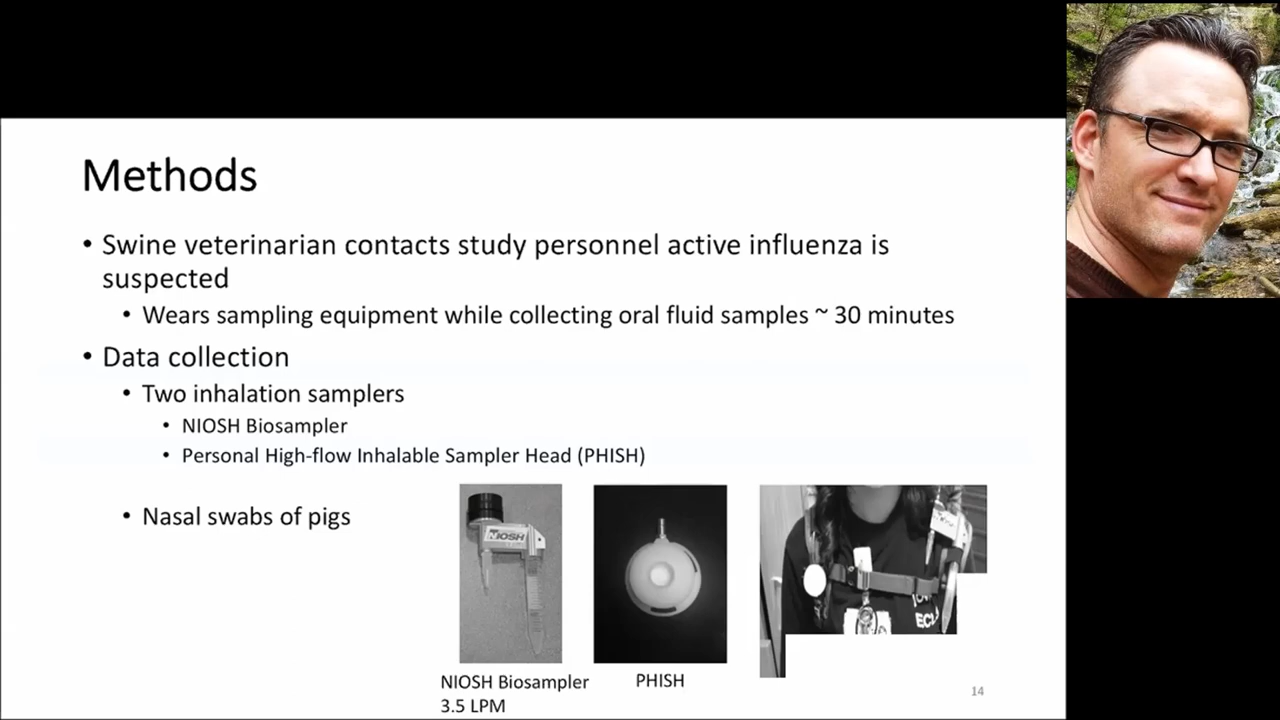 Methods
• Swine veterinarian contacts study personnel active influenza is
suspected
• Wears sampling equipment while collecting oral fluid samples ~ 30 minutes
• Data collection
• Two inhalation samplers
• NIOSH Biosampler
• Personal High-flow Inhalable Sampler Head (PHISH)
• Nasal swabs of pigs
NIOSH
NIOSH Biosampler
3.5 LPM
PHISH
14